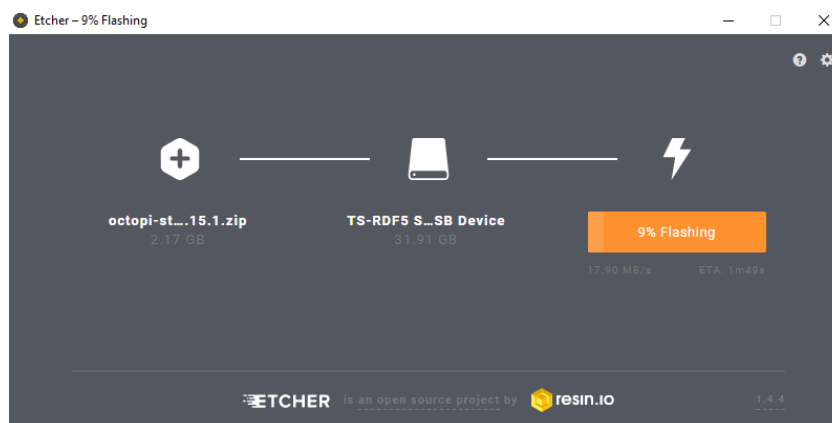 Etcher – 9% Flashing
octopi-st....15.1.zip
2.17 GB
TS-RDF5 S...SB Device
31.91 GB
9% Flashing
17.90 MB/s
ETA: 1m49s
ETCHER is an open source project by resin.io
1.4.4